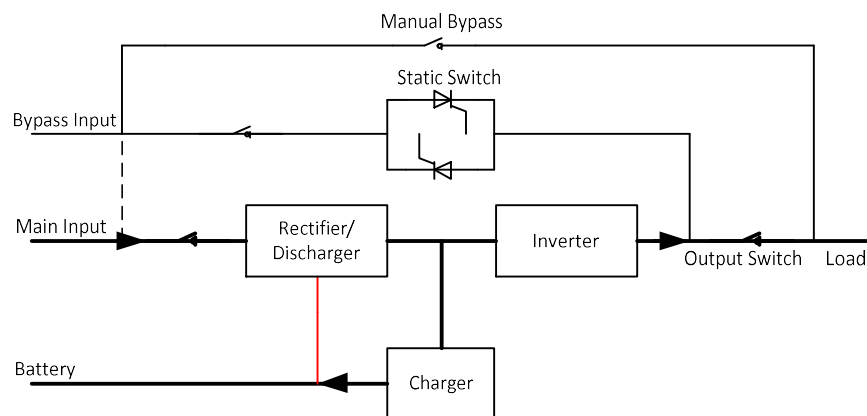 Manual Bypass
Static Switch
Bypass Input
Main Input
Rectifier/
Discharger
Inverter
Output Switch
Load
Battery
Charger